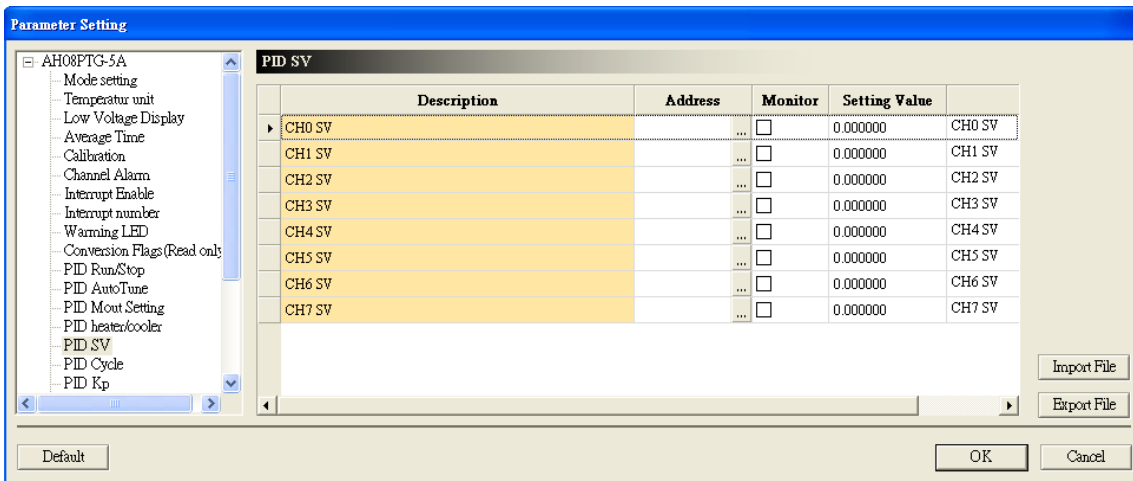 Parameter Setting
AH08PTG-5A
Mode setting
Temperatur unit
Low Voltage Display
Average Time
Calibration
Channel Alarm
Interrupt Enable
Interrupt number
Warming LED
Conversion Flags(Read only
PID Run/Stop
PID AutoTune
PID Mout Setting
PID heater/cooler
PID SV
PID Cycle
PID Kp
PID SV
Description Address Monitor Setting Value
CH0 SV ... 0.000000 CH0 SV
CH1 SV ... 0.000000 CH1 SV
CH2 SV ... 0.000000 CH2 SV
CH3 SV ... 0.000000 CH3 SV
CH4 SV ... 0.000000 CH4 SV
CH5 SV ... 0.000000 CH5 SV
CH6 SV ... 0.000000 CH6 SV
CH7 SV ... 0.000000 CH7 SV
Import File
Export File
Default OK Cancel